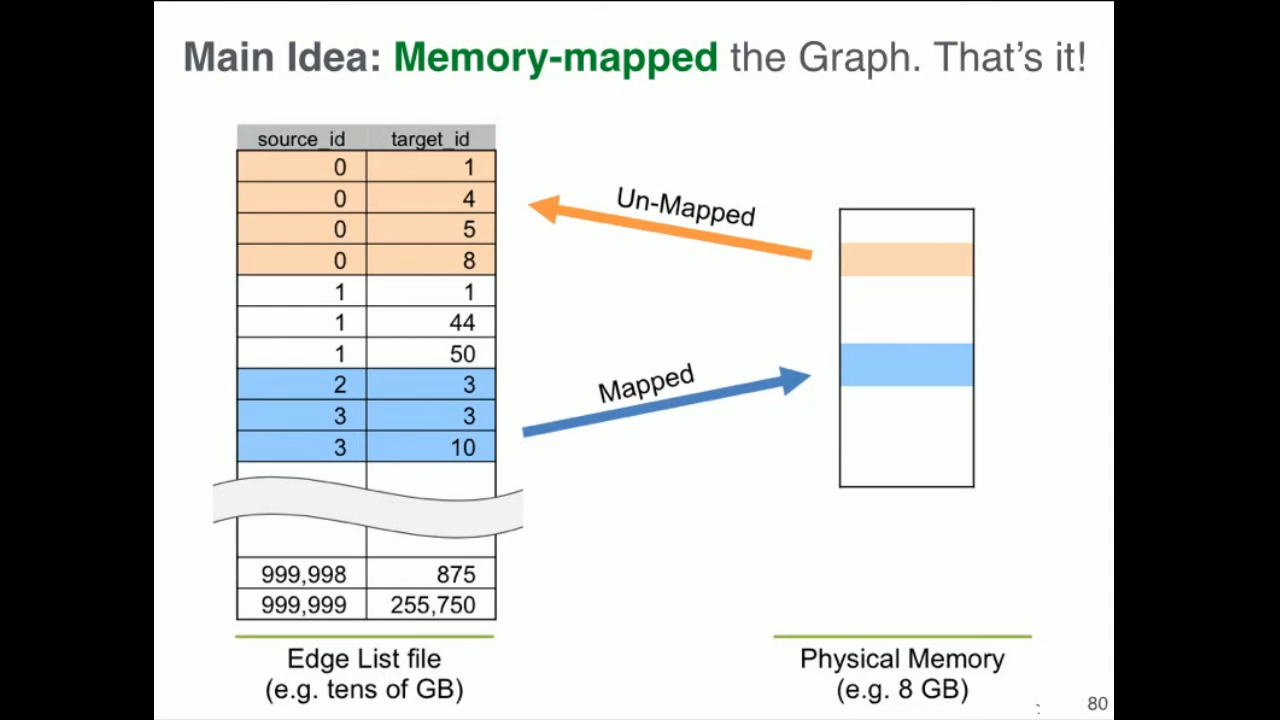 Main Idea: Memory-mapped the Graph. That's it!
source_id target_id
0 1
0 4
0 5
0 8
1 1
1 44
1 50
2 3
3 3
3 10
999,998 875
999,999 255,750
Un-Mapped
Mapped
Edge List file
(e.g. tens of GB)
Physical Memory
(e.g. 8 GB)
80